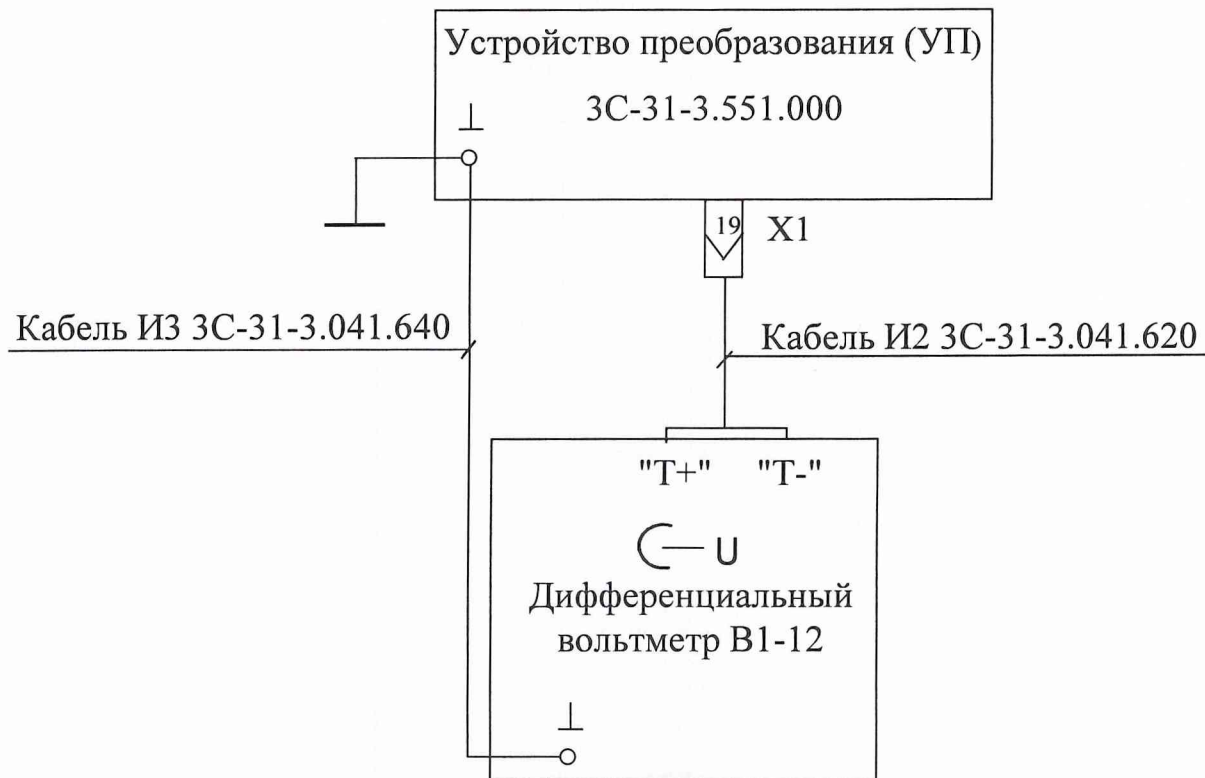 Устройство преобразования (УП)
3С-31-3.551.000
19
X1
Кабель И3 3С-31-3.041.640
Кабель И2 3С-31-3.041.620
"Т+" "Т-"
U
Дифференциальный
вольтметр В1-12